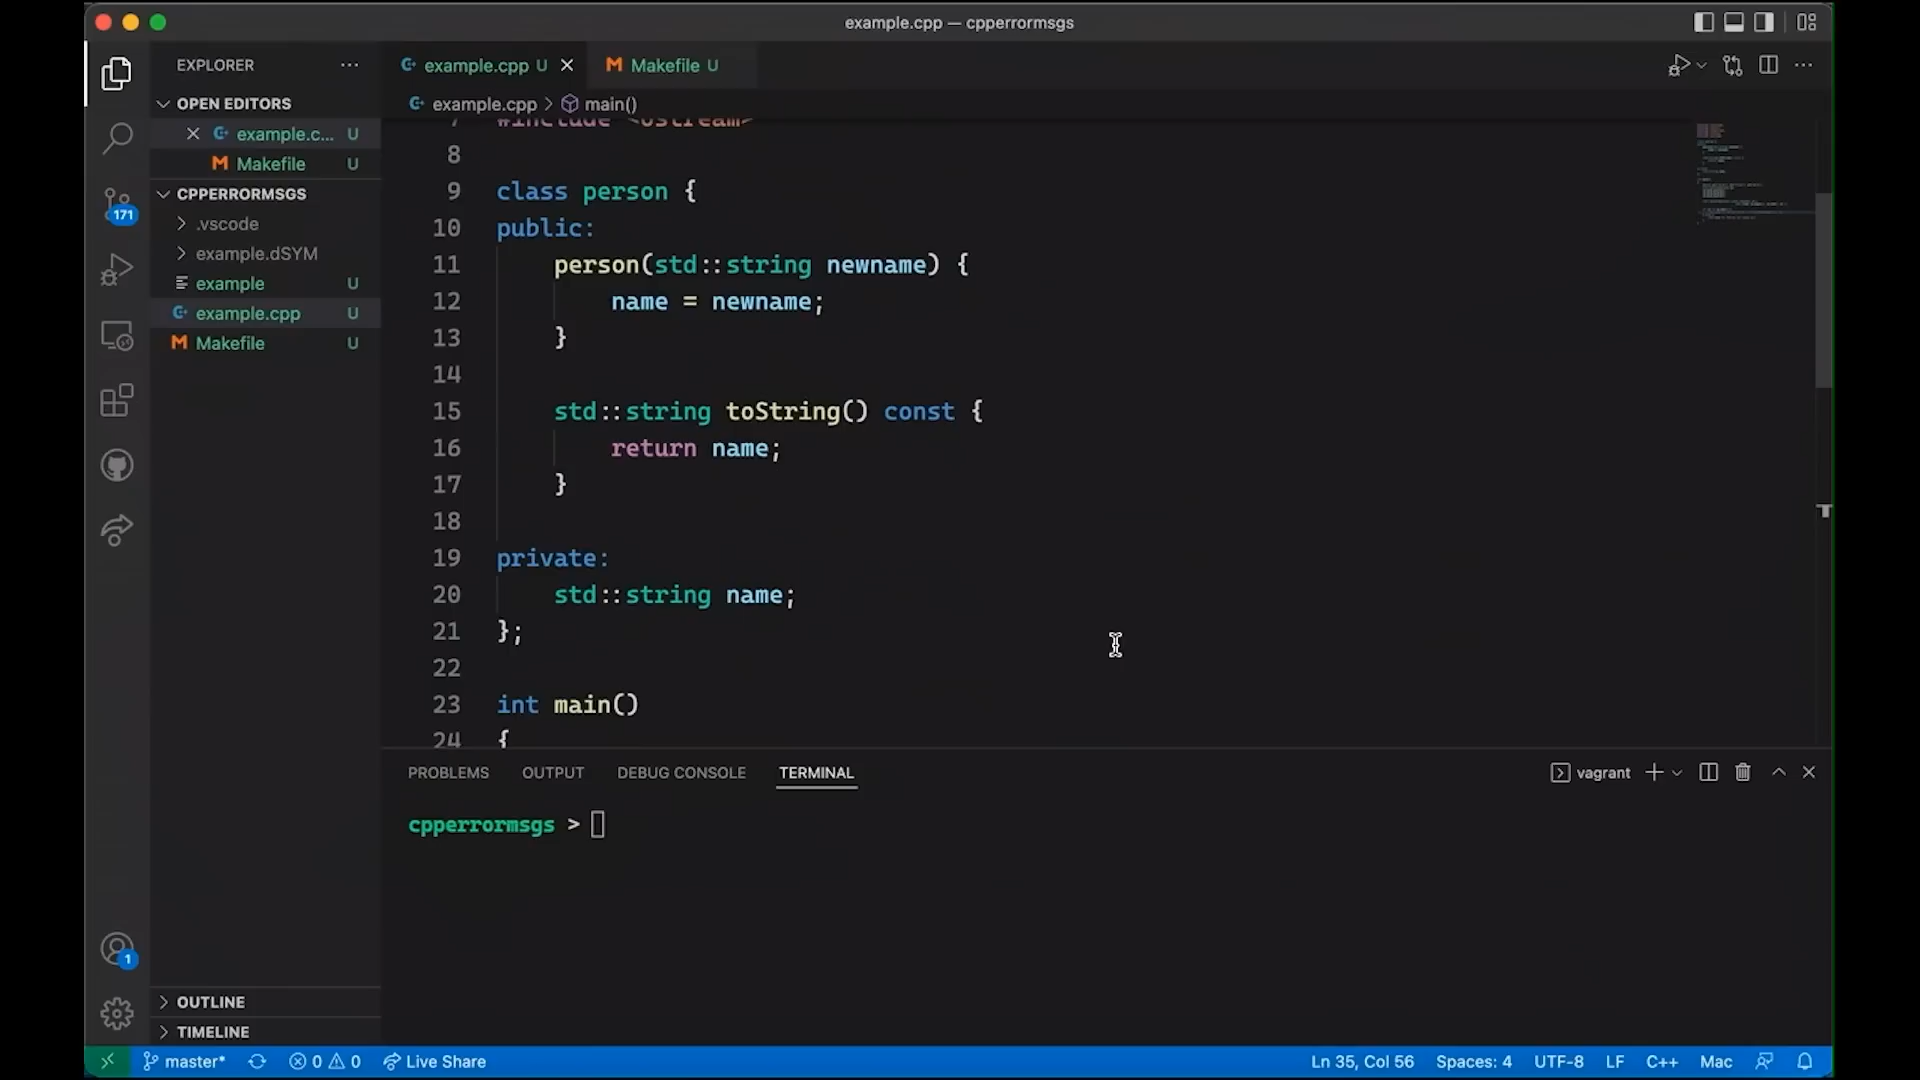 example.cpp — cpperrormsgs
EXPLORER
example.cpp U
Makefile U
OPEN EDITORS
example.c... U
Makefile U
CPPERRORMSGS
.vscode
example.dSYM
example U
example.cpp U
Makefile U
OUTLINE
TIMELINE
171
1
example.cpp > main()
7 #include <ostream>
8
9 class person {
10 public:
11 person(std::string newname) {
12 name = newname;
13 }
14
15 std::string toString() const {
16 return name;
17 }
18
19 private:
20 std::string name;
21 };
22
23 int main()
24 {
PROBLEMS OUTPUT DEBUG CONSOLE TERMINAL
vagrant
cpperrormsgs >
master* 0 0 Live Share
Ln 35, Col 56 Spaces: 4 UTF-8 LF C++ Mac